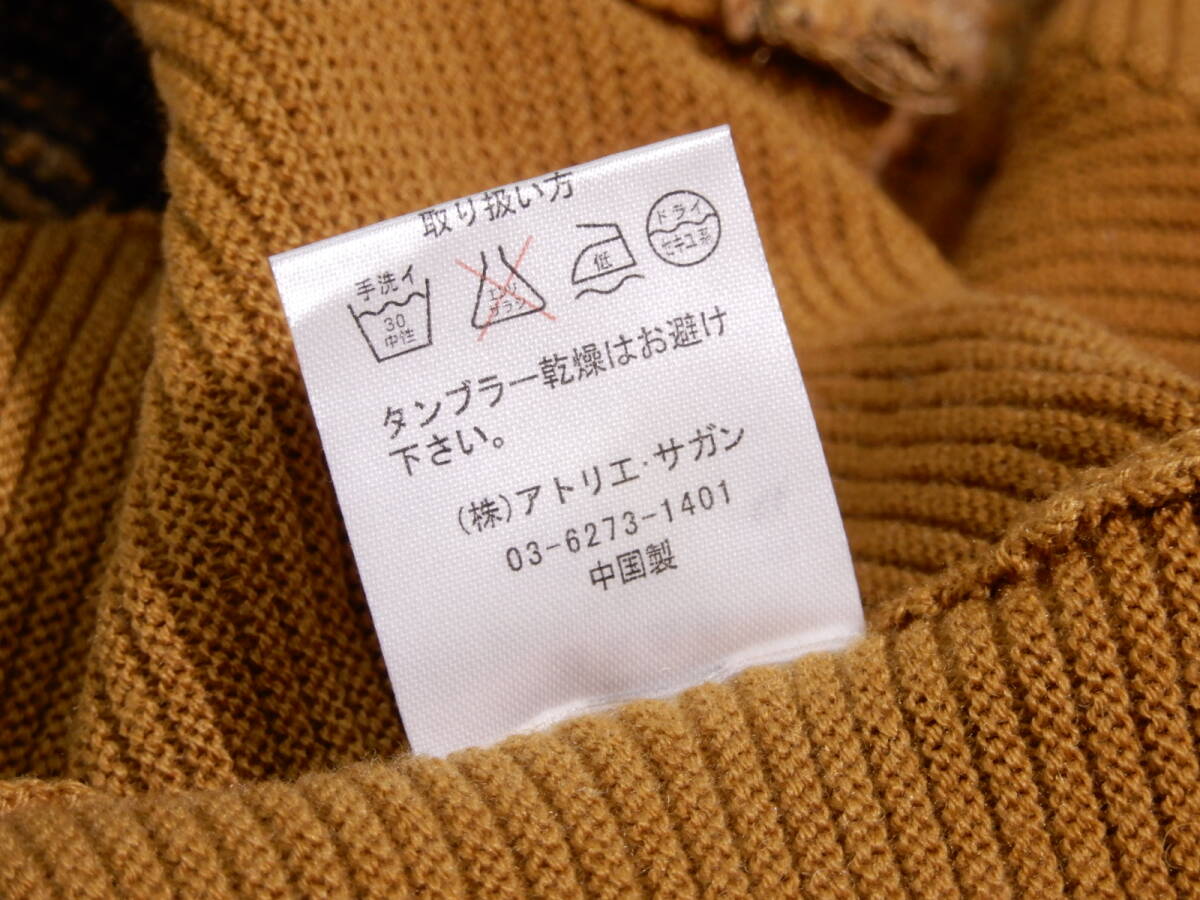 取り扱い方
手洗イ
30
中性
エンソ
サラシ
低
ドライ
セキユ系
タンブラー乾燥はお避け
下さい。
(株)アトリエ・サガン
03-6273-1401
中国製